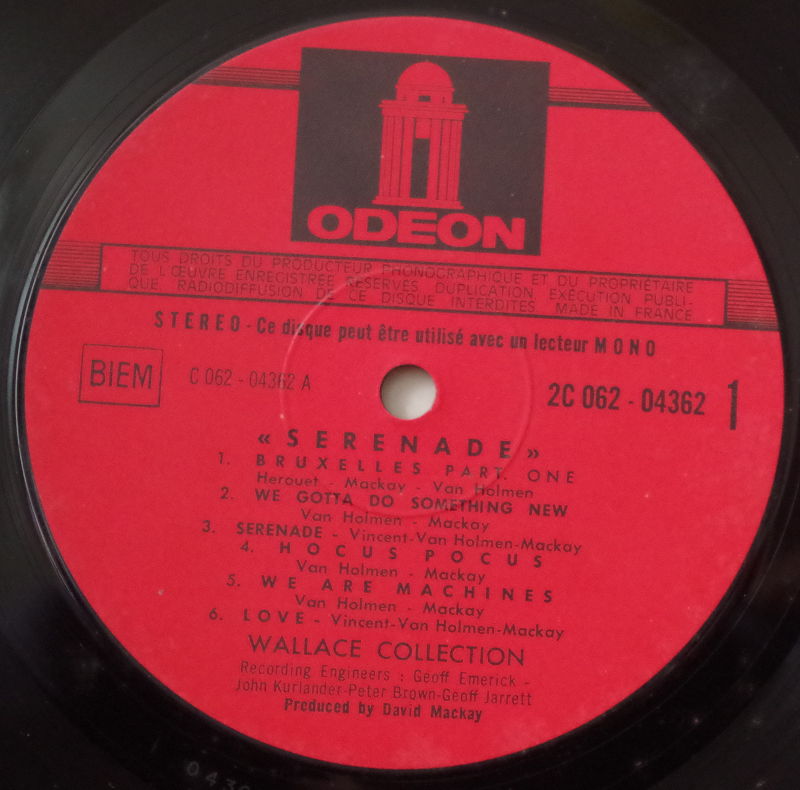 ODEON
TOUS DROITS DU PRODUCTEUR PHONOGRAPHIQUE ET DU PROPRIÉTAIRE
DE L'ŒUVRE ENREGISTRÉE RÉSERVÉS DUPLICATION EXÉCUTION PUBLI-
QUE, RADIODIFFUSION DE CE DISQUE INTERDITES. MADE IN FRANCE
STEREO - Ce disque peut être utilisé avec un lecteur MONO
BIEM
C 062 - 04362 A
2C 062 - 04362 1
« SERENADE »
1. BRUXELLES PART. ONE
Herouet - Mackay - Van Holmen
2. WE GOTTA DO SOMETHING NEW
Van Holmen - Mackay
3. SERENADE - Vincent-Van Holmen-Mackay
4. HOCUS POCUS
Van Holmen - Mackay
5. WE ARE MACHINES
Van Holmen - Mackay
6. LOVE - Vincent-Van Holmen-Mackay
WALLACE COLLECTION
Recording Engineers : Geoff Emerick -
John Kurlander-Peter Brown-Geoff Jarrett
Produced by David Mackay